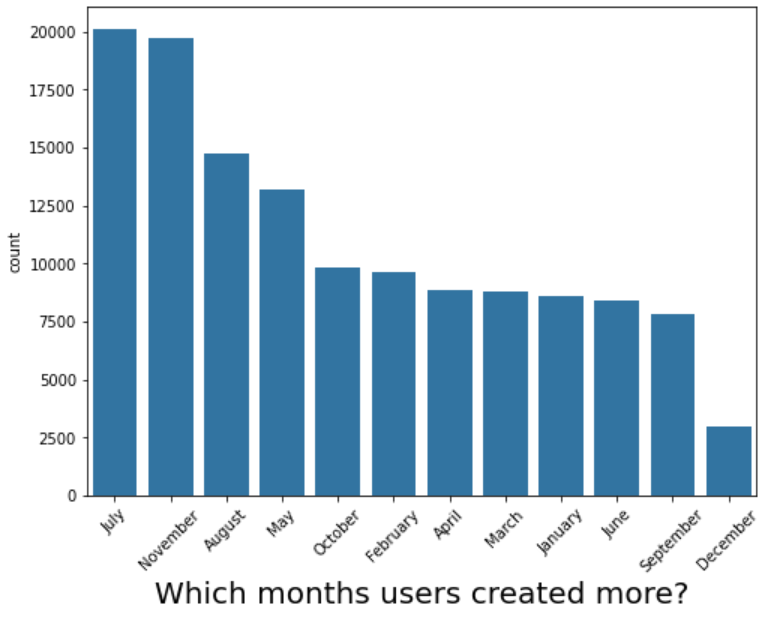 20000
17500
15000
12500
10000
7500
5000
2500
0
count
July
November
August
May
October
February
April
March
January
June
September
December
Which months users created more?